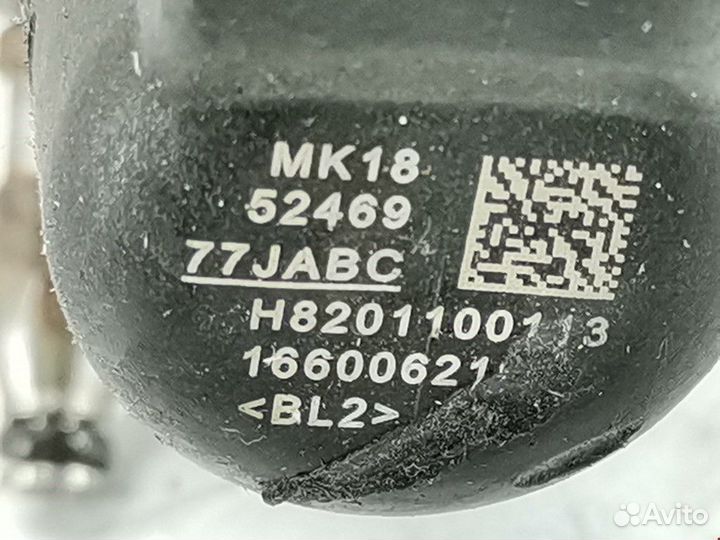 MK18
52469
77JABC
H82011001 3
16600621
<BL2>
Avito